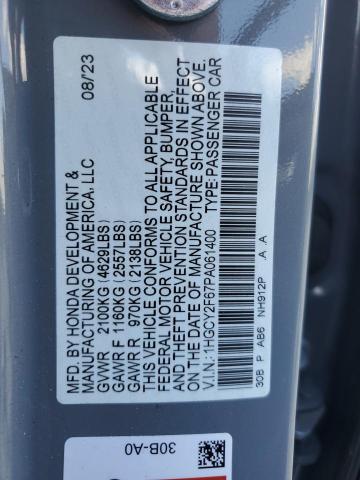 MFD. BY HONDA DEVELOPMENT & 08/23
MANUFACTURING OF AMERICA, LLC
GVWR 2100KG (4629LBS)
GAWR F 1160KG (2557LBS)
GAWR R 970KG (2138LBS)
THIS VEHICLE CONFORMS TO ALL APPLICABLE
FEDERAL MOTOR VEHICLE SAFETY, BUMPER,
AND THEFT PREVENTION STANDARDS IN EFFECT
ON THE DATE OF MANUFACTURE SHOWN ABOVE.
V.I.N.: 1HGCY2F67PA061400 TYPE: PASSENGER CAR
30B P AB6 NH912P A A
30B-A0